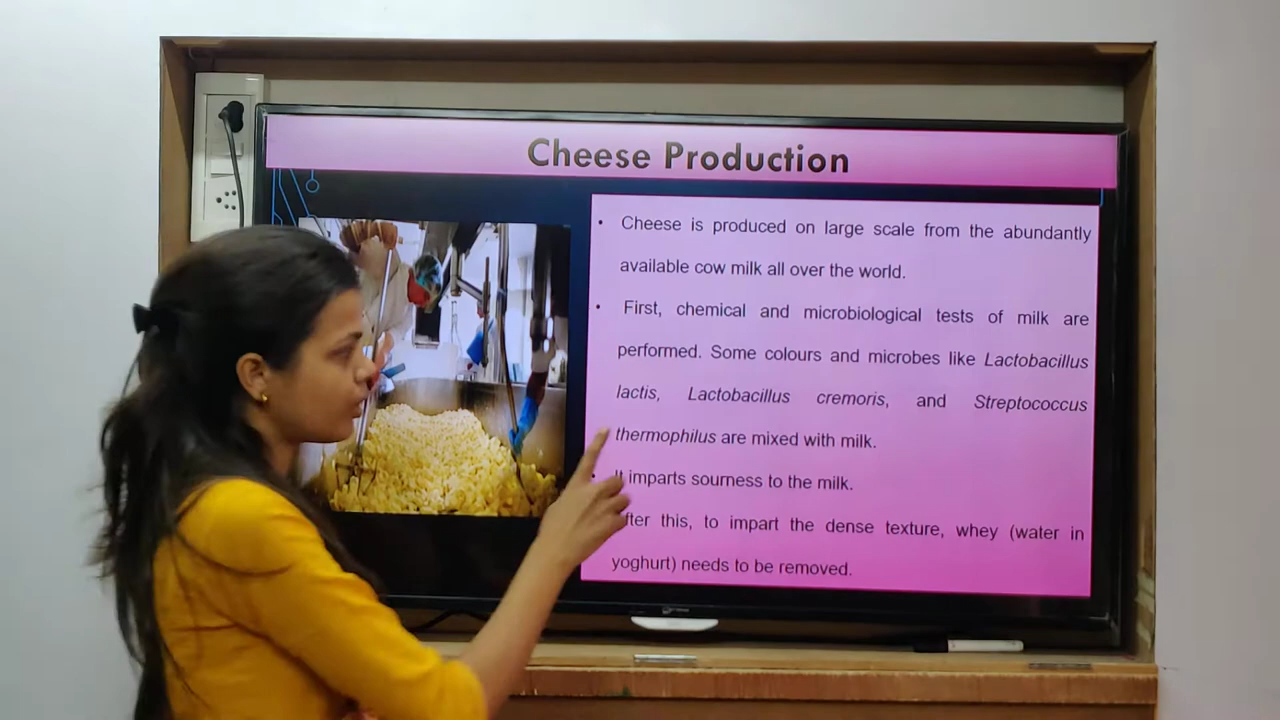 Cheese Production
• Cheese is produced on large scale from the abundantly
available cow milk all over the world.
• First, chemical and microbiological tests of milk are
performed. Some colours and microbes like Lactobacillus
lactis, Lactobacillus cremoris, and Streptococcus
thermophilus are mixed with milk.
• It imparts sourness to the milk.
After this, to impart the dense texture, whey (water in
yoghurt) needs to be removed.